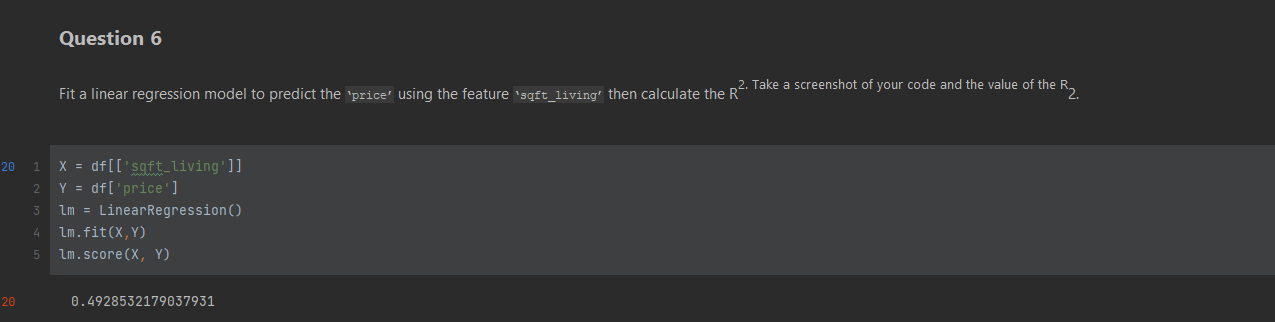 Question 6
Fit a linear regression model to predict the ‘price’ using the feature ‘sqft_living’ then calculate the R2. Take a screenshot of your code and the value of the R2.
20 1 X = df[['sqft_living']]
2 Y = df['price']
3 lm = LinearRegression()
4 lm.fit(X,Y)
5 lm.score(X, Y)
20 0.4928532179037931